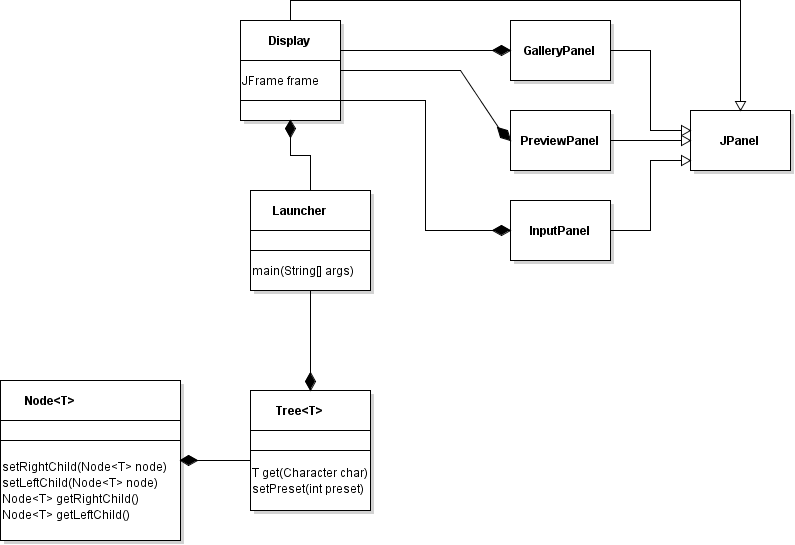 Display
JFrame frame
GalleryPanel
PreviewPanel
JPanel
InputPanel
Launcher
main(String[] args)
Node<T>
setRightChild(Node<T> node)
setLeftChild(Node<T> node)
Node<T> getRightChild()
Node<T> getLeftChild()
Tree<T>
T get(Character char)
setPreset(int preset)